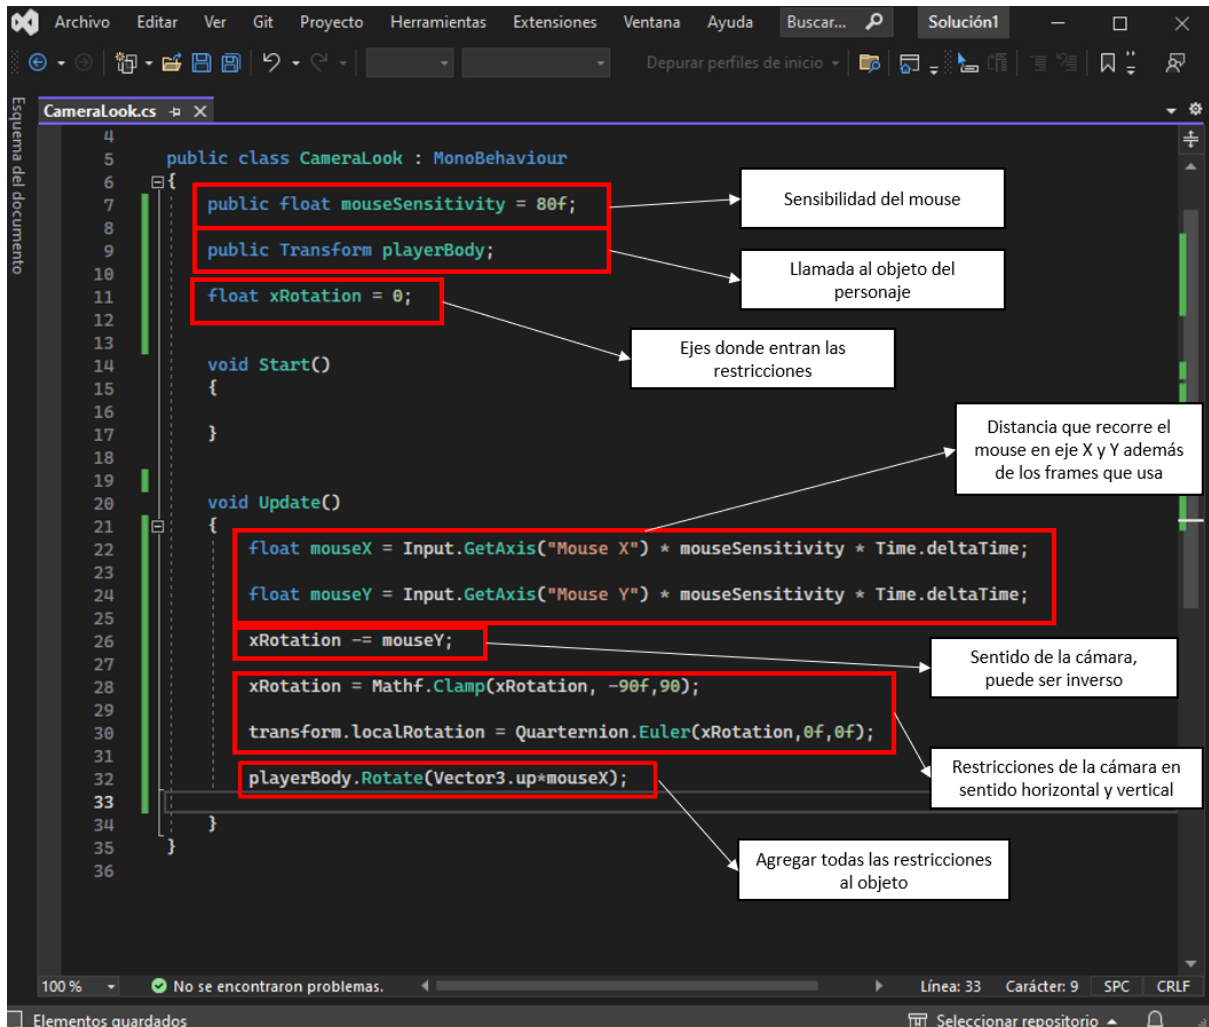 Archivo Editar Ver Git Proyecto Herramientas Extensiones Ventana Ayuda Buscar... Solución1
Depurar perfiles de inicio
Esquema del documento
CameraLook.cs
4
5 public class CameraLook : MonoBehaviour
6 {
7 public float mouseSensitivity = 80f;
8
9 public Transform playerBody;
10
11 float xRotation = 0;
12
13
14 void Start()
15 {
16
17 }
18
19
20 void Update()
21 {
22 float mouseX = Input.GetAxis("Mouse X") * mouseSensitivity * Time.deltaTime;
23
24 float mouseY = Input.GetAxis("Mouse Y") * mouseSensitivity * Time.deltaTime;
25
26 xRotation -= mouseY;
27
28 xRotation = Mathf.Clamp(xRotation, -90f,90);
29
30 transform.localRotation = Quarternion.Euler(xRotation,0f,0f);
31
32 playerBody.Rotate(Vector3.up*mouseX);
33
34 }
35 }
36
Sensibilidad del mouse
Llamada al objeto del
personaje
Ejes donde entran las
restricciones
Distancia que recorre el
mouse en eje X y Y además
de los frames que usa
Sentido de la cámara,
puede ser inverso
Restricciones de la cámara en
sentido horizontal y vertical
Agregar todas las restricciones
al objeto
100 % No se encontraron problemas. Línea: 33 Carácter: 9 SPC CRLF
Elementos guardados Seleccionar repositorio